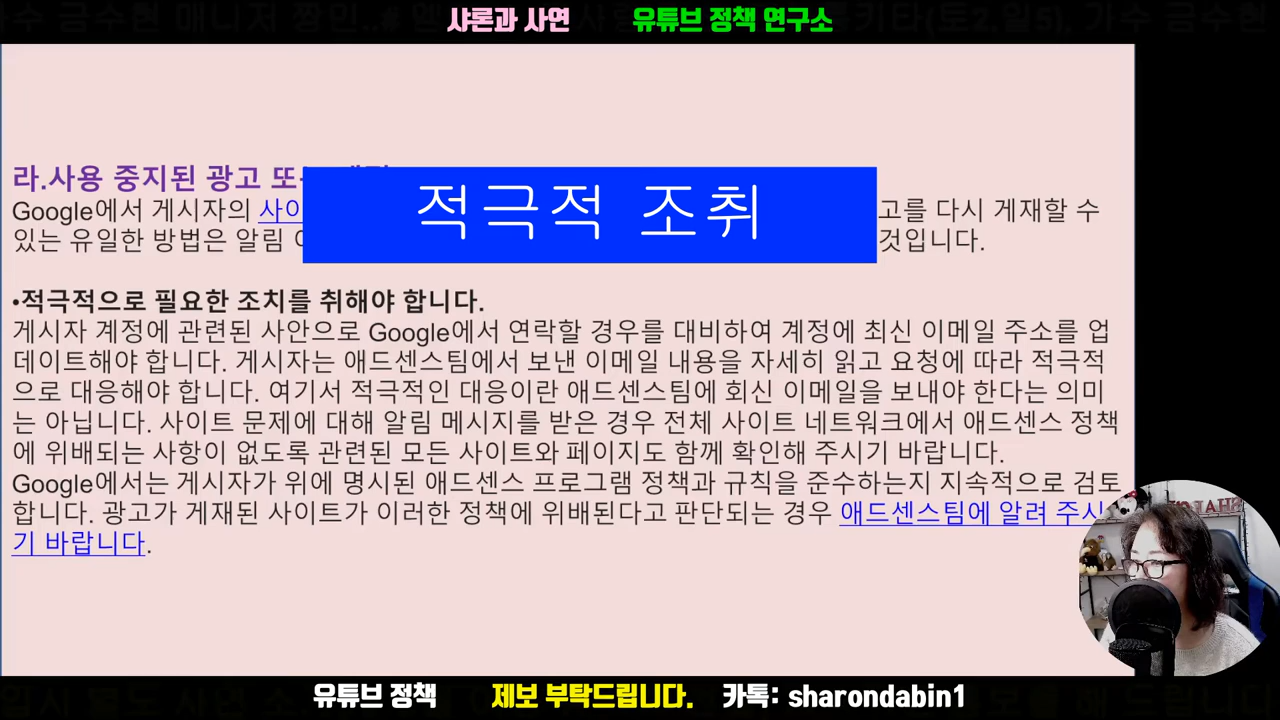 샤론과 사연 유튜브 정책 연구소
라.사용 중지된 광고 또
적극적 조취
Google에서 게시자의 사이 고를 다시 게재할 수
있는 유일한 방법은 알림 것입니다.
•적극적으로 필요한 조치를 취해야 합니다.
게시자 계정에 관련된 사안으로 Google에서 연락할 경우를 대비하여 계정에 최신 이메일 주소를 업
데이트해야 합니다. 게시자는 애드센스팀에서 보낸 이메일 내용을 자세히 읽고 요청에 따라 적극적
으로 대응해야 합니다. 여기서 적극적인 대응이란 애드센스팀에 회신 이메일을 보내야 한다는 의미
는 아닙니다. 사이트 문제에 대해 알림 메시지를 받은 경우 전체 사이트 네트워크에서 애드센스 정책
에 위배되는 사항이 없도록 관련된 모든 사이트와 페이지도 함께 확인해 주시기 바랍니다.
Google에서는 게시자가 위에 명시된 애드센스 프로그램 정책과 규칙을 준수하는지 지속적으로 검토
합니다. 광고가 게재된 사이트가 이러한 정책에 위배된다고 판단되는 경우 애드센스팀에 알려 주시
기 바랍니다.
유튜브 정책 제보 부탁드립니다. 카톡: sharondabin1